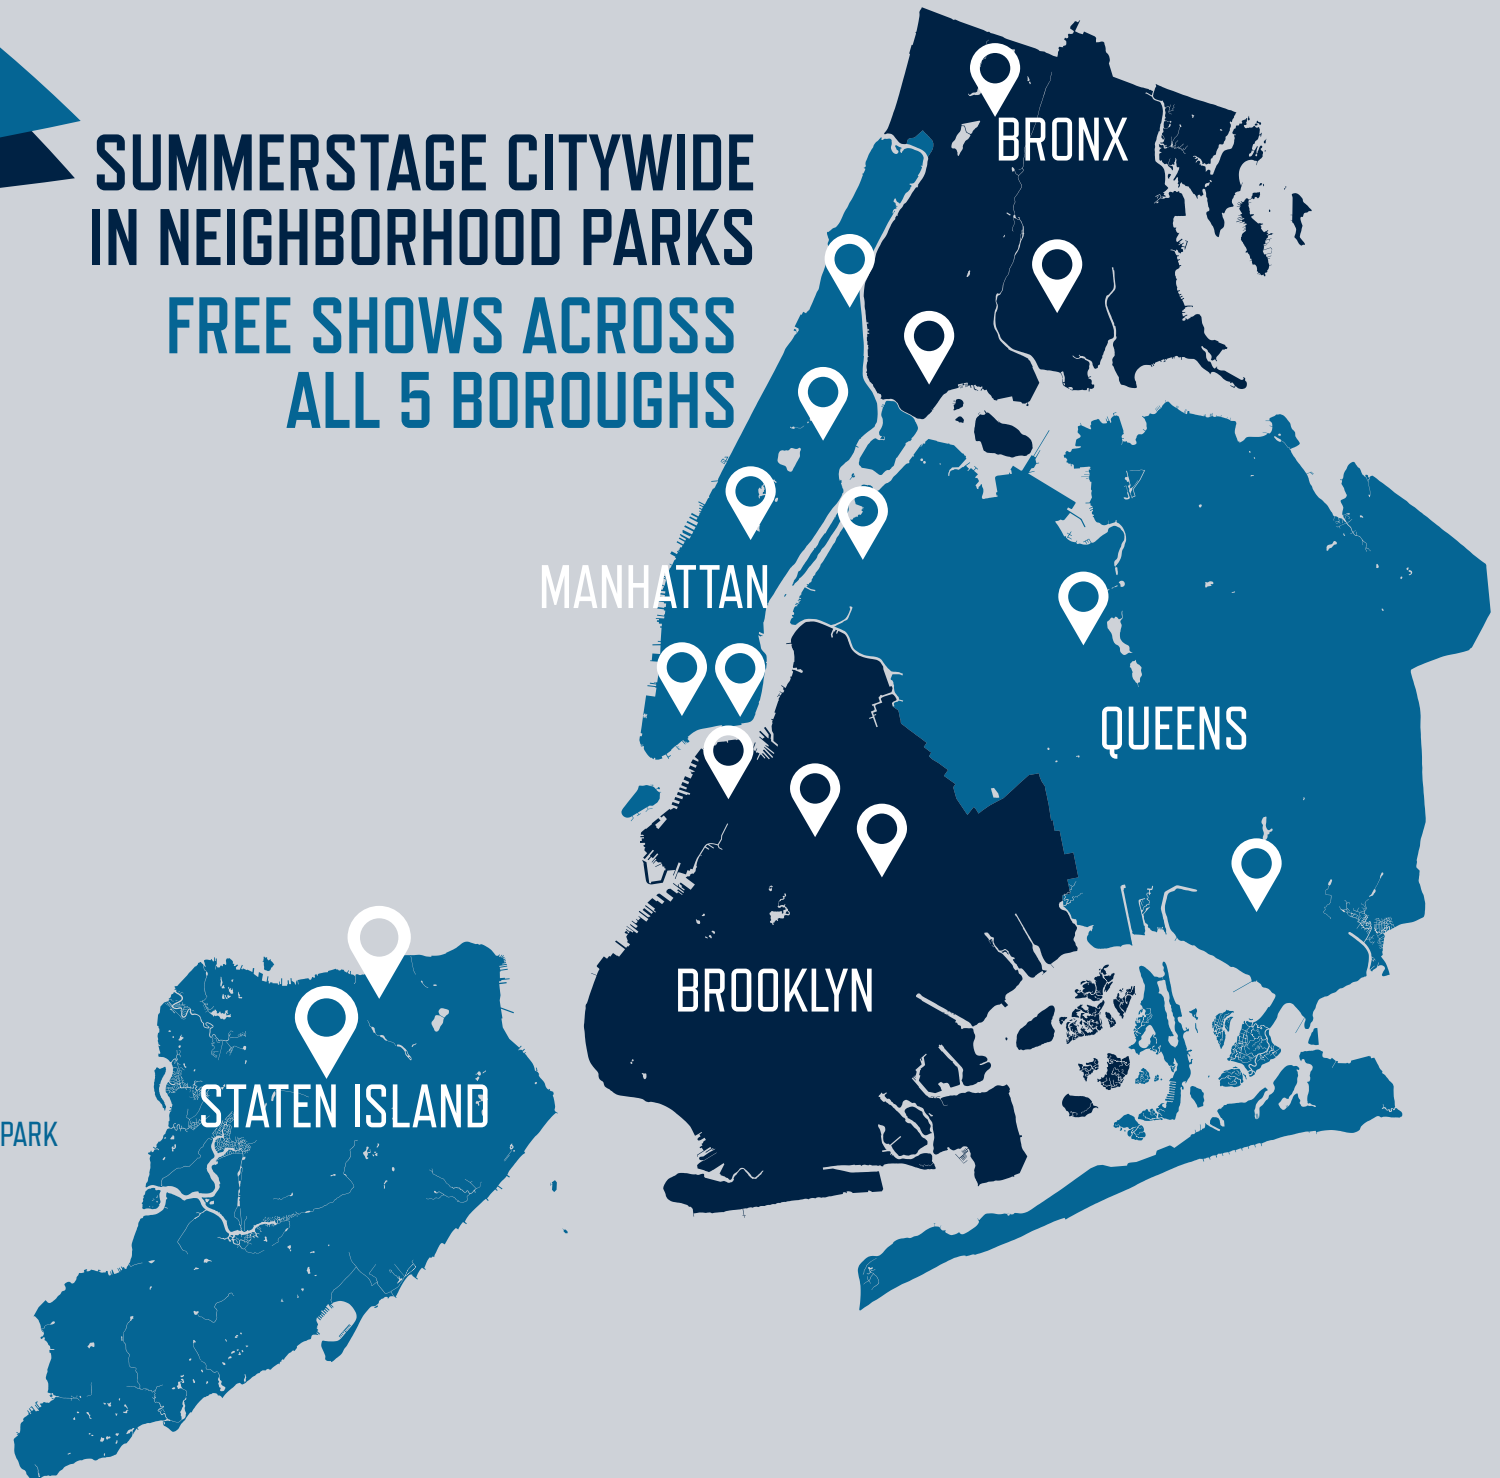 SUMMERSTAGE CITYWIDE
IN NEIGHBORHOOD PARKS
FREE SHOWS ACROSS
ALL 5 BOROUGHS
BRONX
MANHATTAN
QUEENS
BROOKLYN
STATEN ISLAND
PARK